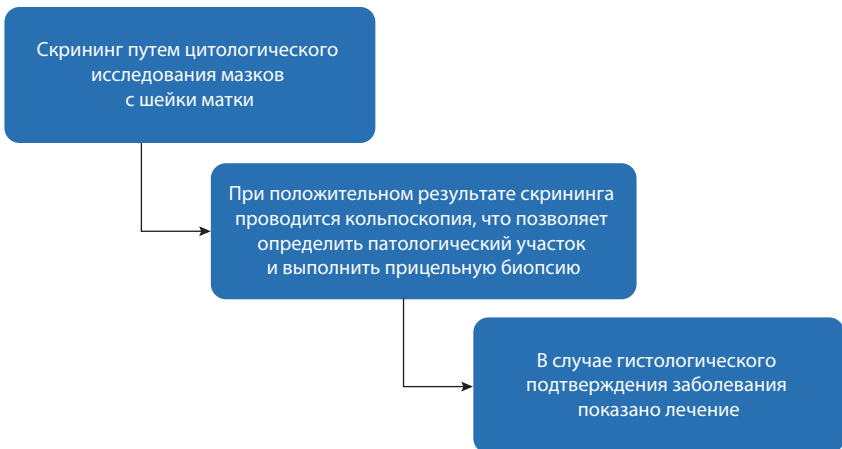 Скрининг путем цитологического
исследования мазков
с шейки матки
При положительном результате скрининга
проводится кольпоскопия, что позволяет
определить патологический участок
и выполнить прицельную биопсию
В случае гистологического
подтверждения заболевания
показано лечение